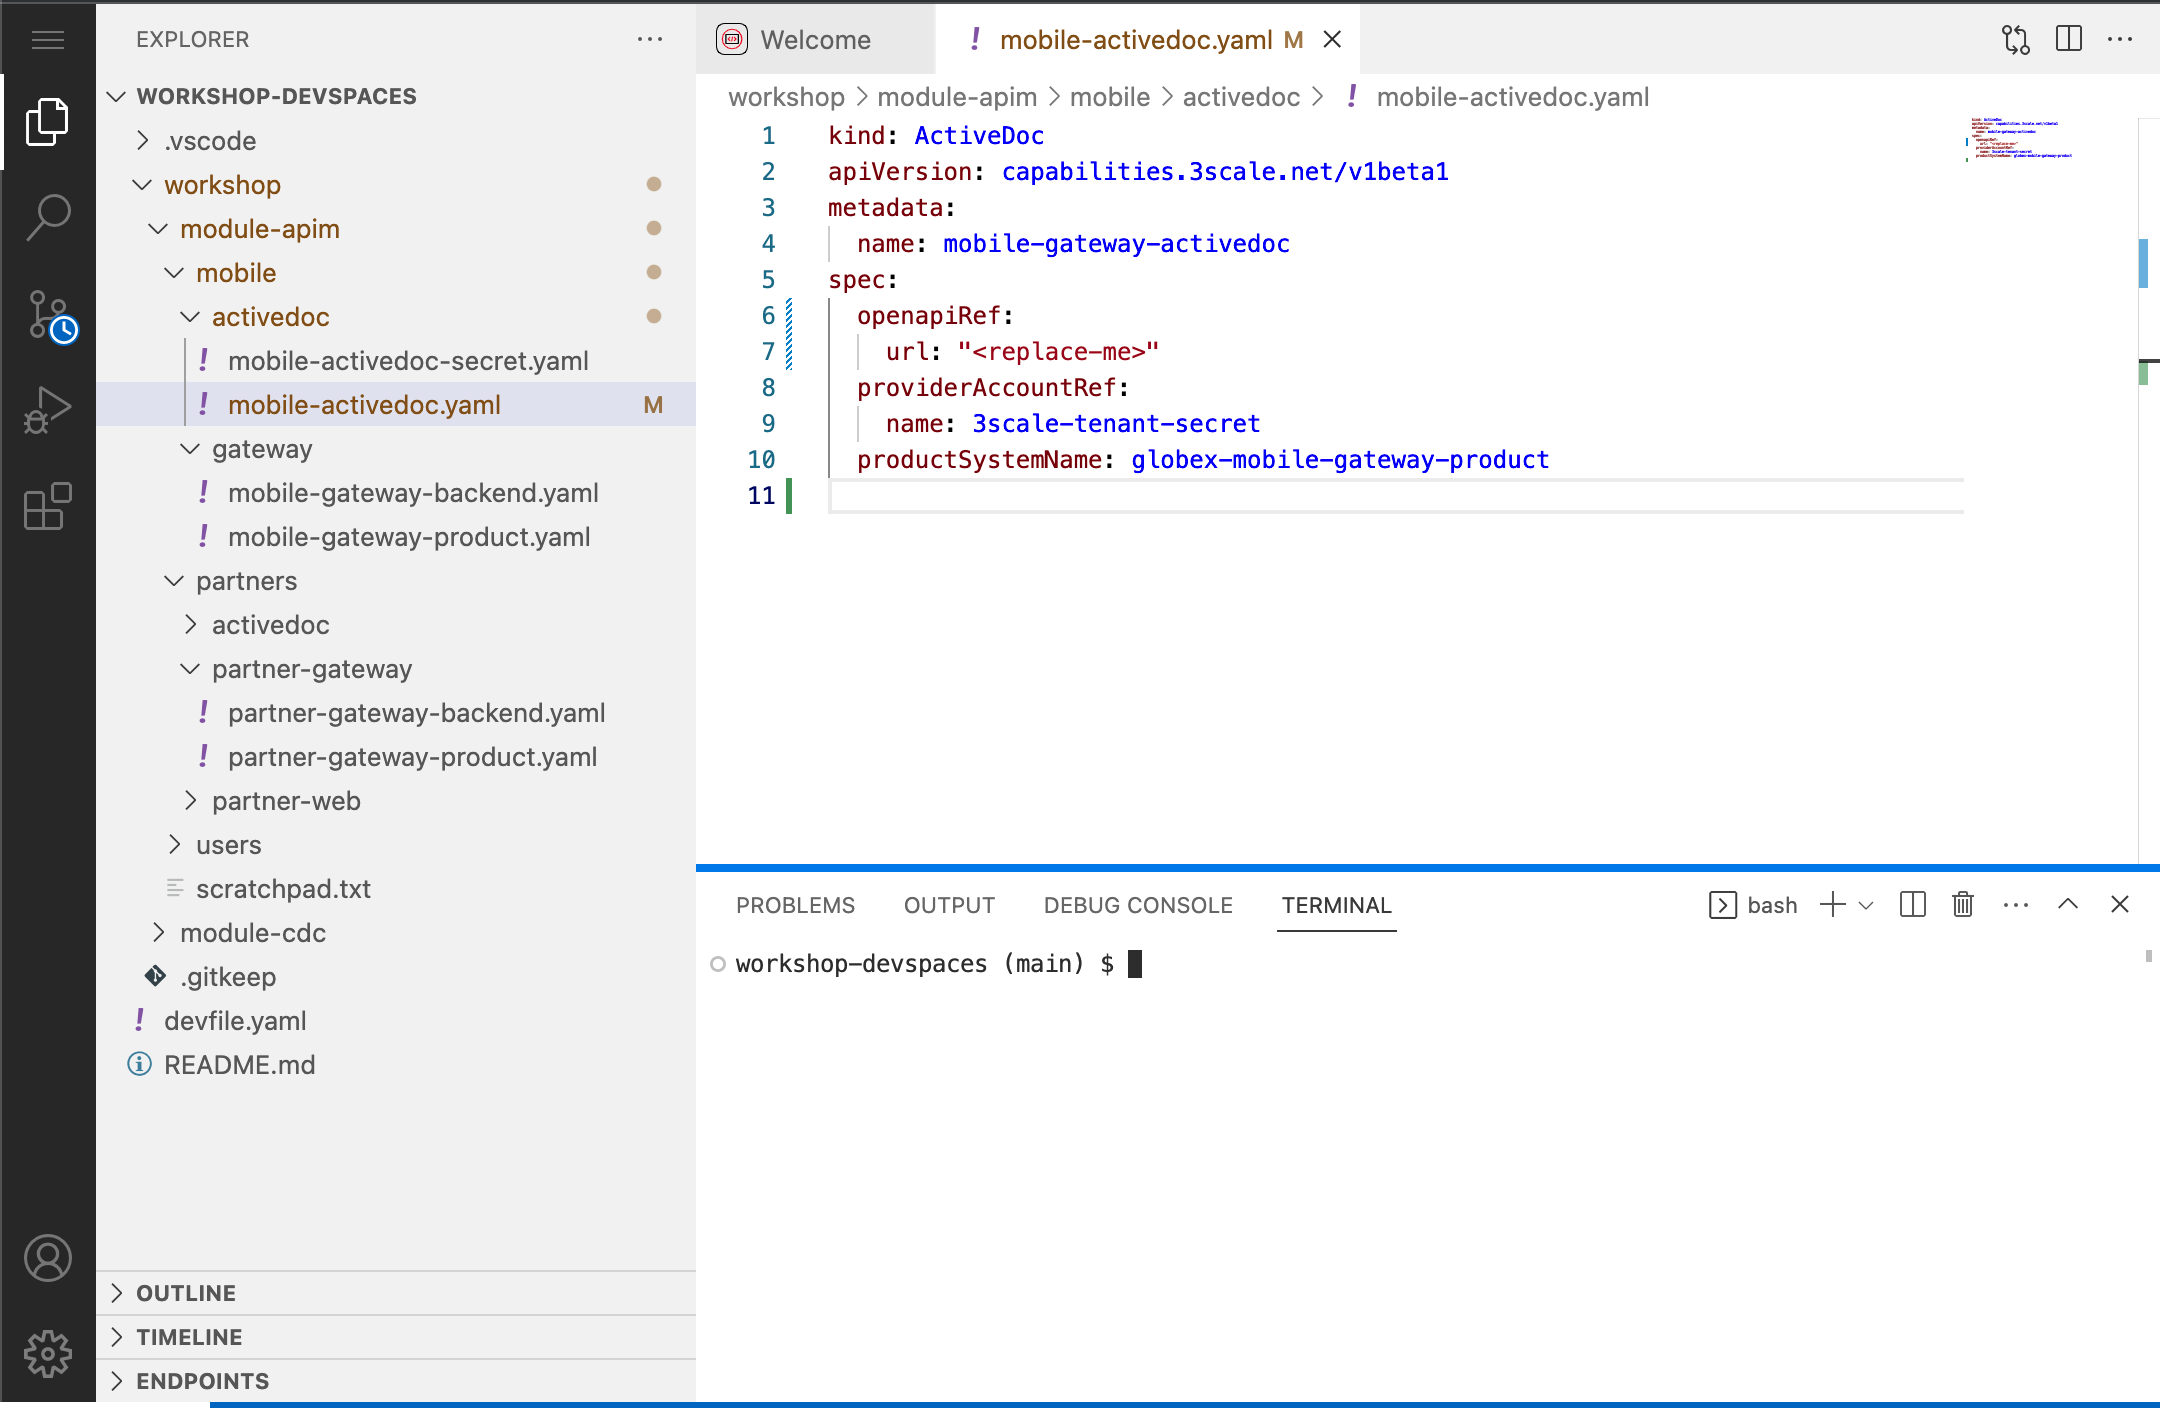 EXPLORER
WORKSHOP-DEVSPACES
.vscode
workshop
module-apim
mobile
activedoc
! mobile-activedoc-secret.yaml
! mobile-activedoc.yaml M
gateway
! mobile-gateway-backend.yaml
! mobile-gateway-product.yaml
partners
activedoc
partner-gateway
! partner-gateway-backend.yaml
! partner-gateway-product.yaml
partner-web
users
scratchpad.txt
module-cdc
.gitkeep
! devfile.yaml
README.md
OUTLINE
TIMELINE
ENDPOINTS
Welcome
! mobile-activedoc.yaml M
workshop > module-apim > mobile > activedoc > ! mobile-activedoc.yaml
1 kind: ActiveDoc
2 apiVersion: capabilities.3scale.net/v1beta1
3 metadata:
4 name: mobile-gateway-activedoc
5 spec:
6 openapiRef:
7 url: "<replace-me>"
8 providerAccountRef:
9 name: 3scale-tenant-secret
10 productSystemName: globex-mobile-gateway-product
11
PROBLEMS OUTPUT DEBUG CONSOLE TERMINAL bash
workshop-devspaces (main) $